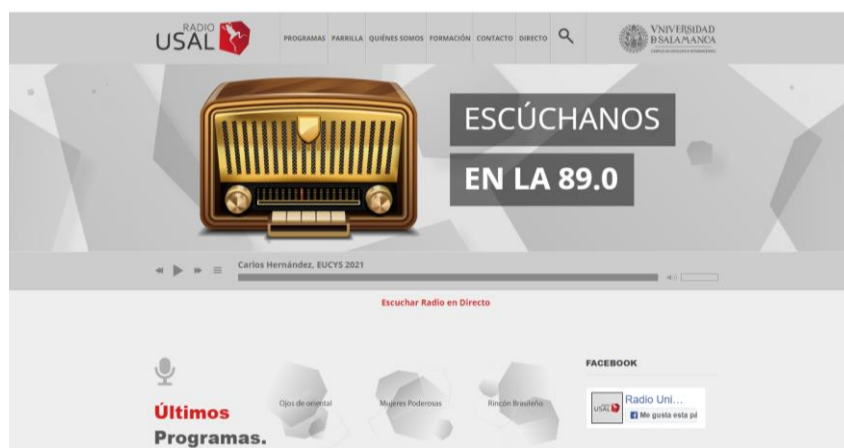 RADIO
USAL
PROGRAMAS PARRILLA QUIÉNES SOMOS FORMACIÓN CONTACTO DIRECTO
VNIVERSIDAD
D SALAMANCA
ESCÚCHANOS
EN LA 89.0
Carlos Hernández, EUCYS 2021
Escuchar Radio en Directo
FACEBOOK
Ojos de oriental
Mujeres Poderosas
Rincón Brasileño
USAL
Radio Uni...
Me gusta esta pá
Últimos
Programas.